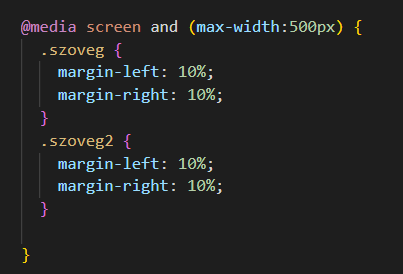 @media screen and (max-width:500px) {
  .szoveg {
    margin-left: 10%;
    margin-right: 10%;
  }
  .szoveg2 {
    margin-left: 10%;
    margin-right: 10%;
  }
}